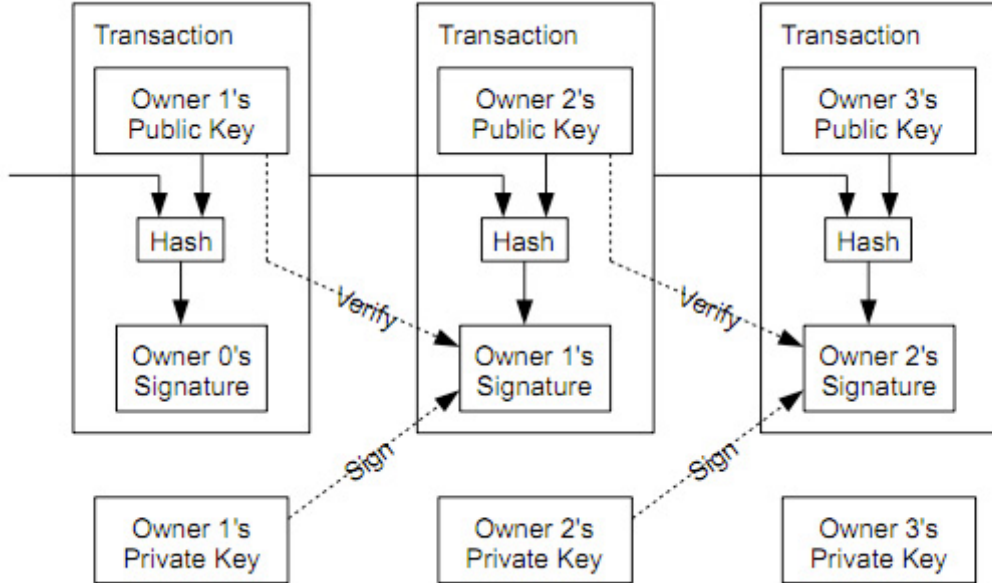 Transaction
Transaction
Transaction
Owner 1's
Public Key
Owner 2's
Public Key
Owner 3's
Public Key
Hash
Hash
Hash
Verify
Verify
Owner 0's
Signature
Owner 1's
Signature
Owner 2's
Signature
Sign
Sign
Owner 1's
Private Key
Owner 2's
Private Key
Owner 3's
Private Key